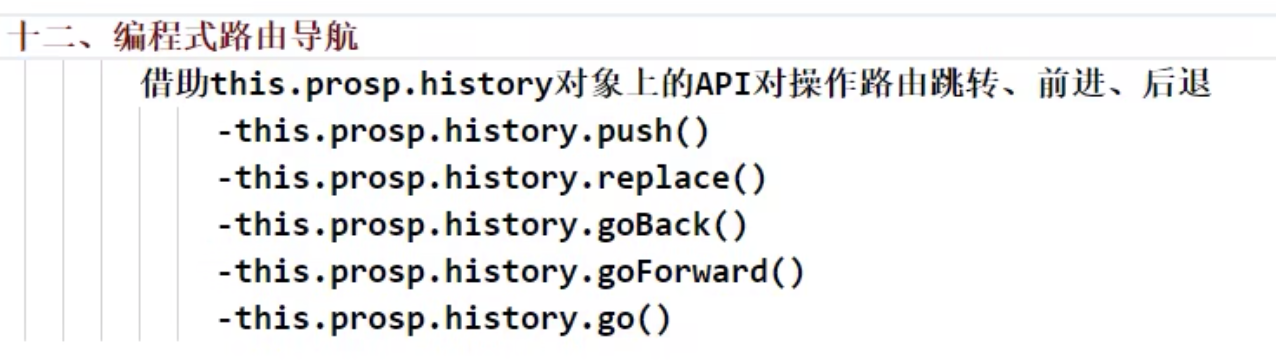 十二、编程式路由导航
借助this.prosp.history对象上的API对操作路由跳转、前进、后退
-this.prosp.history.push()
-this.prosp.history.replace()
-this.prosp.history.goBack()
-this.prosp.history.goForward()
-this.prosp.history.go()